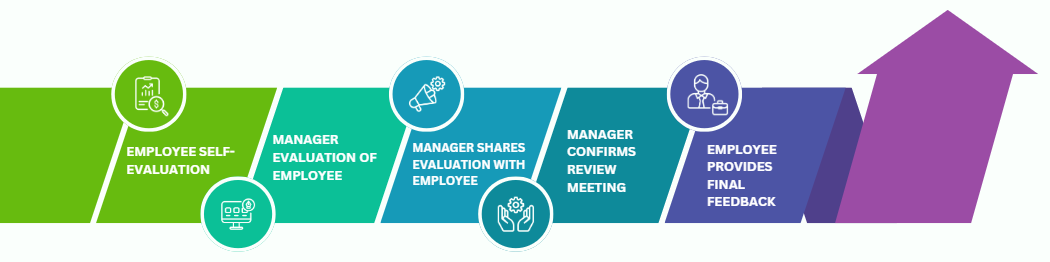 EMPLOYEE SELF-
EVALUATION
MANAGER
EVALUATION OF
EMPLOYEE
MANAGER SHARES
EVALUATION WITH
EMPLOYEE
MANAGER
CONFIRMS
REVIEW
MEETING
EMPLOYEE
PROVIDES
FINAL
FEEDBACK